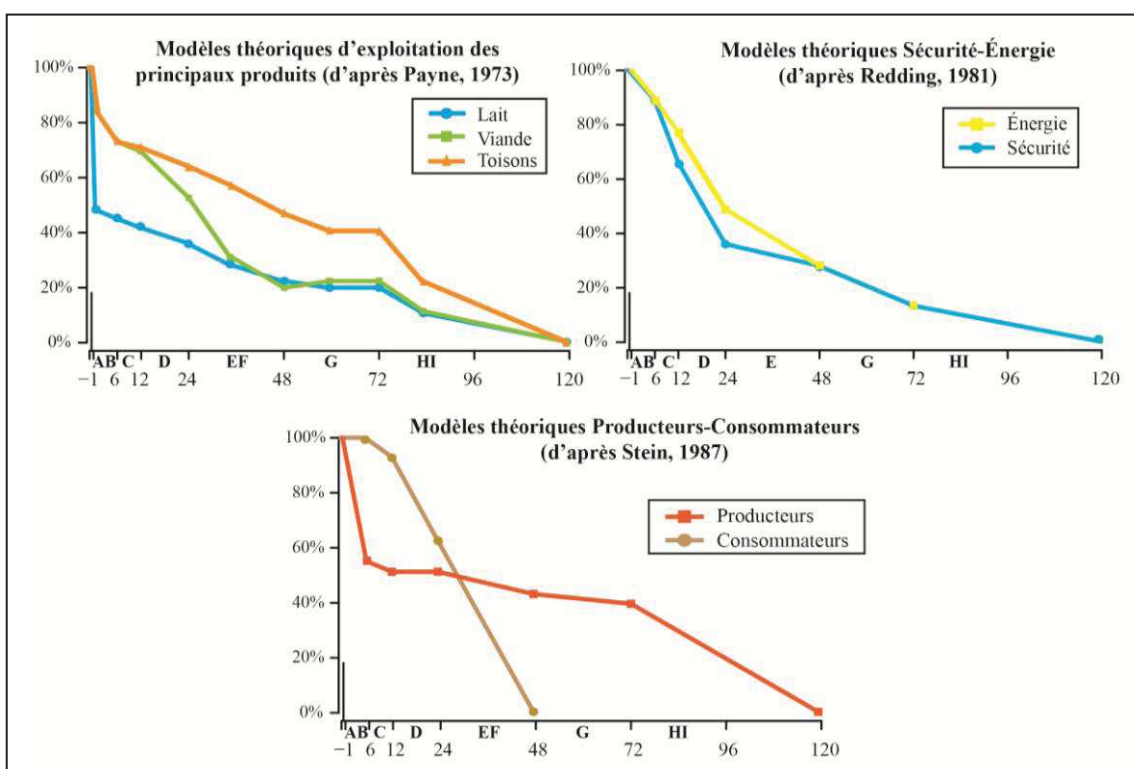 Modèles théoriques d'exploitation des
principaux produits (d'après Payne, 1973)
100%
80%
60%
40%
20%
0%
Lait
Viande
Toisons
AB C D EF G HI
−1 6 12 24 48 72 96 120
Modèles théoriques Sécurité-Énergie
(d'après Redding, 1981)
100%
80%
60%
40%
20%
0%
Énergie
Sécurité
AB C D E G HI
−1 6 12 24 48 72 96 120
Modèles théoriques Producteurs-Consommateurs
(d'après Stein, 1987)
100%
80%
60%
40%
20%
0%
Producteurs
Consommateurs
AB C D EF G HI
−1 6 12 24 48 72 96 120